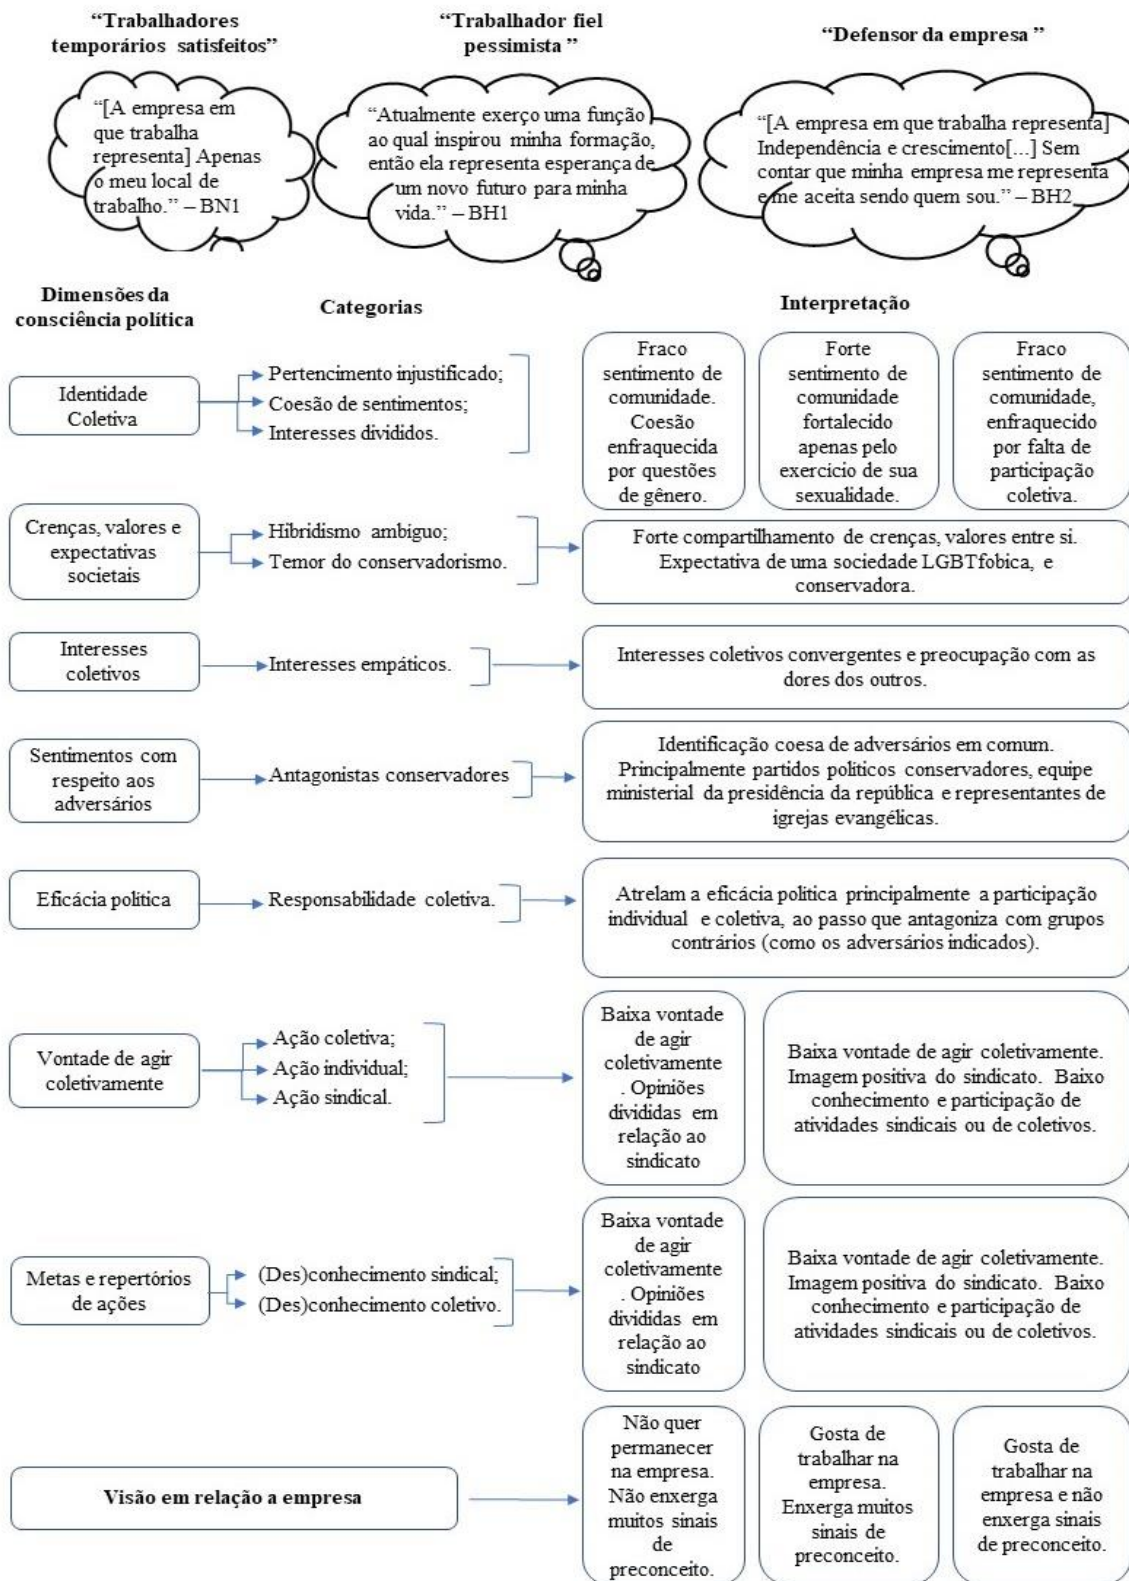 “Trabalhadores
temporários satisfeitos”
“[A empresa em
que trabalha
representa] Apenas
o meu local de
trabalho.” – BN1
“Trabalhador fiel
pessimista ”
“Atualmente exerço uma função
ao qual inspirou minha formação,
então ela representa esperança de
um novo futuro para minha
vida.” – BH1
“Defensor da empresa ”
“[A empresa em que trabalha representa]
Independência e crescimento[...] Sem
contar que minha empresa me representa
e me aceita sendo quem sou.” – BH2
Dimensões da
consciência política
Categorias
Interpretação
Identidade
Coletiva
Pertencimento injustificado;
Coesão de sentimentos;
Interesses divididos.
Fraco
sentimento de
comunidade.
Coesão
enfraquecida
por questões
de gênero.
Forte
sentimento de
comunidade
fortalecido
apenas pelo
exercicio de sua
sexualidade.
Fraco
sentimento de
comunidade,
enfraquecido
por falta de
participação
coletiva.
Crenças, valores e
expectativas
societais
Hibridismo ambiguo;
Temor do conservadorismo.
Forte compartilhamento de crenças, valores entre si.
Expectativa de uma sociedade LGBTfobica, e
conservadora.
Interesses
coletivos
Interesses empáticos.
Interesses coletivos convergentes e preocupação com as
dores dos outros.
Sentimentos com
respeito aos
adversários
Antagonistas conservadores
Identificação coesa de adversários em comum.
Principalmente partidos políticos conservadores, equipe
ministerial da presidência da república e representantes de
igrejas evangélicas.
Eficácia política
Responsabilidade coletiva.
Atrelam a eficácia política principalmente a participação
individual e coletiva, ao passo que antagoniza com grupos
contrários (como os adversários indicados).
Vontade de agir
coletivamente
Ação coletiva;
Ação individual;
Ação sindical.
Baixa vontade
de agir
coletivamente
. Opiniões
divididas em
relação ao
sindicato
Baixa vontade de agir coletivamente.
Imagem positiva do sindicato. Baixo
conhecimento e participação de
atividades sindicais ou de coletivos.
Metas e repertórios
de ações
(Des)conhecimento sindical;
(Des)conhecimento coletivo.
Baixa vontade
de agir
coletivamente
. Opiniões
divididas em
relação ao
sindicato
Baixa vontade de agir coletivamente.
Imagem positiva do sindicato. Baixo
conhecimento e participação de
atividades sindicais ou de coletivos.
Visão em relação a empresa
Não quer
permanecer
na empresa.
Não enxerga
muitos sinais
de
preconceito.
Gosta de
trabalhar na
empresa.
Enxerga muitos
sinais de
preconceito.
Gosta de
trabalhar na
empresa e não
enxerga sinais
de preconceito.